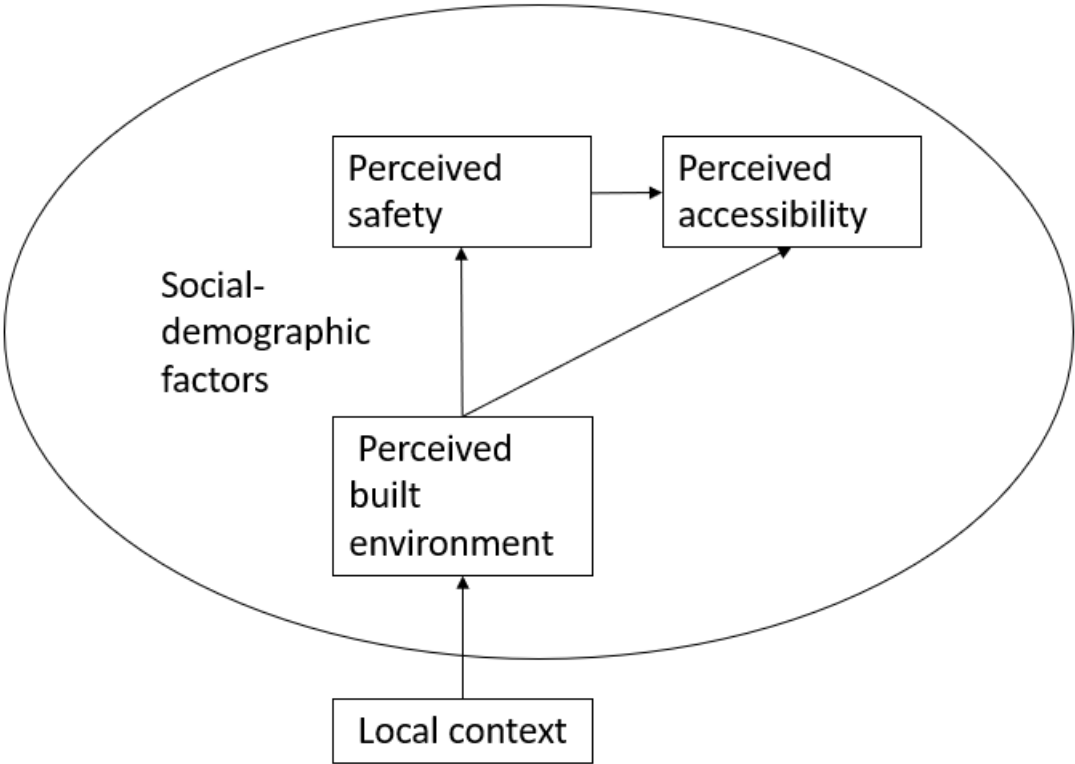 Perceived
safety
Perceived
accessibility
Social-
demographic
factors
Perceived
built
environment
Local context